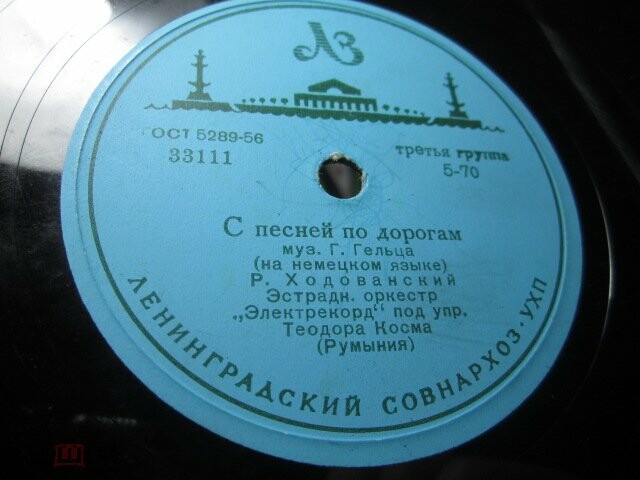 ЛЗ
ГОСТ 5289-56
33111
третья группа
5-70
С песней по дорогам
муз. Г. Гельца
(на немецком языке)
Р. Ходованский
Эстрадн. оркестр
„Электрекорд" под упр.
Теодора Косма
(Румыния)
ЛЕНИНГРАДСКИЙ СОВНАРХОЗ·УХП